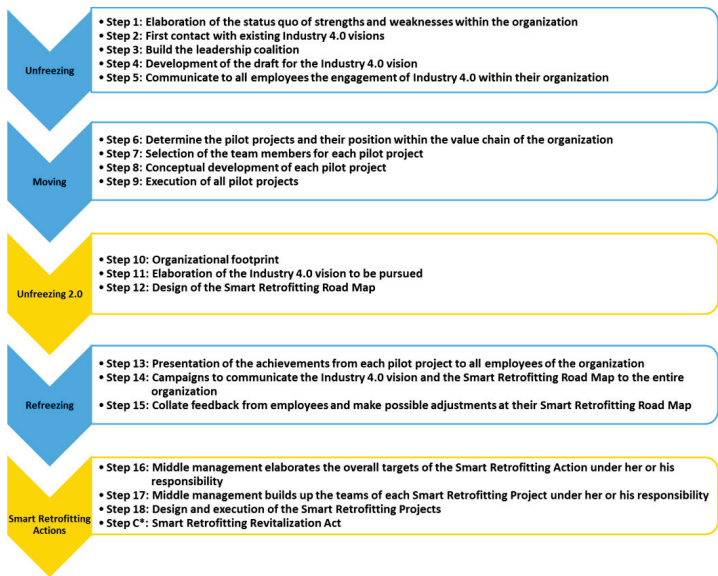 Unfreezing
• Step 1: Elaboration of the status quo of strengths and weaknesses within the organization
• Step 2: First contact with existing Industry 4.0 visions
• Step 3: Build the leadership coalition
• Step 4: Development of the draft for the Industry 4.0 vision
• Step 5: Communicate to all employees the engagement of Industry 4.0 within their organization
Moving
• Step 6: Determine the pilot projects and their position within the value chain of the organization
• Step 7: Selection of the team members for each pilot project
• Step 8: Conceptual development of each pilot project
• Step 9: Execution of all pilot projects
Unfreezing 2.0
• Step 10: Organizational footprint
• Step 11: Elaboration of the Industry 4.0 vision to be pursued
• Step 12: Design of the Smart Retrofitting Road Map
Refreezing
• Step 13: Presentation of the achievements from each pilot project to all employees of the organization
• Step 14: Campaigns to communicate the Industry 4.0 vision and the Smart Retrofitting Road Map to the entire
organization
• Step 15: Collate feedback from employees and make possible adjustments at their Smart Retrofitting Road Map
Smart Retrofitting
Actions
• Step 16: Middle management elaborates the overall targets of the Smart Retrofitting Action under her or his
responsibility
• Step 17: Middle management builds up the teams of each Smart Retrofitting Project under her or his responsibility
• Step 18: Design and execution of the Smart Retrofitting Projects
• Step C*: Smart Retrofitting Revitalization Act